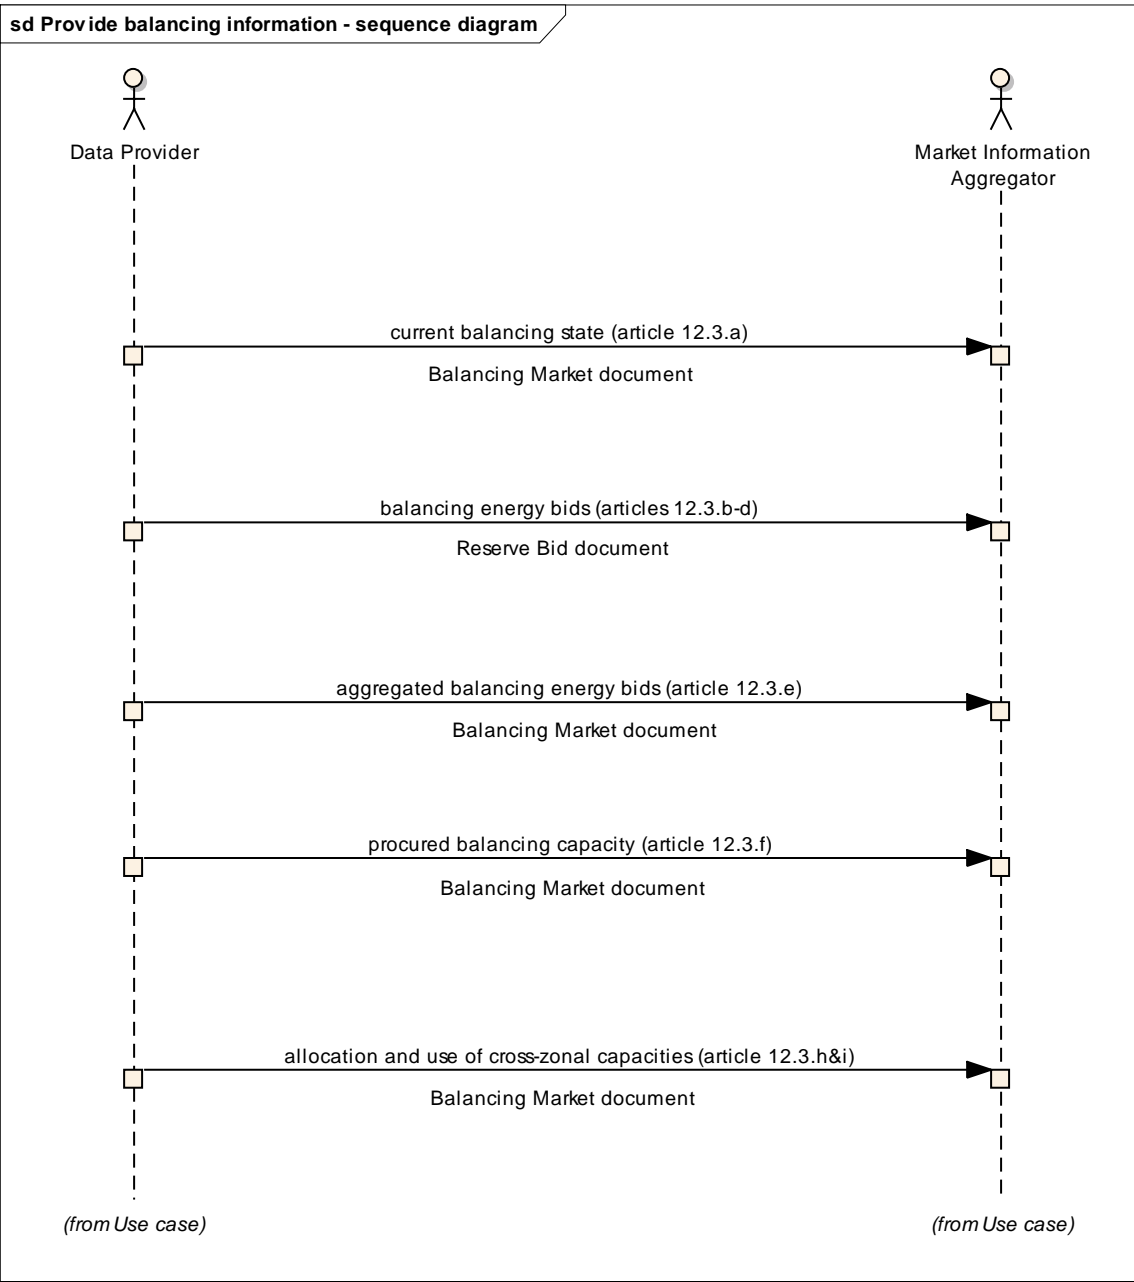 sd Provide balancing information - sequence diagram
Data Provider
Market Information
Aggregator
current balancing state (article 12.3.a)
Balancing Market document
balancing energy bids (articles 12.3.b-d)
Reserve Bid document
aggregated balancing energy bids (article 12.3.e)
Balancing Market document
procured balancing capacity (article 12.3.f)
Balancing Market document
allocation and use of cross-zonal capacities (article 12.3.h&i)
Balancing Market document
(from Use case)
(from Use case)